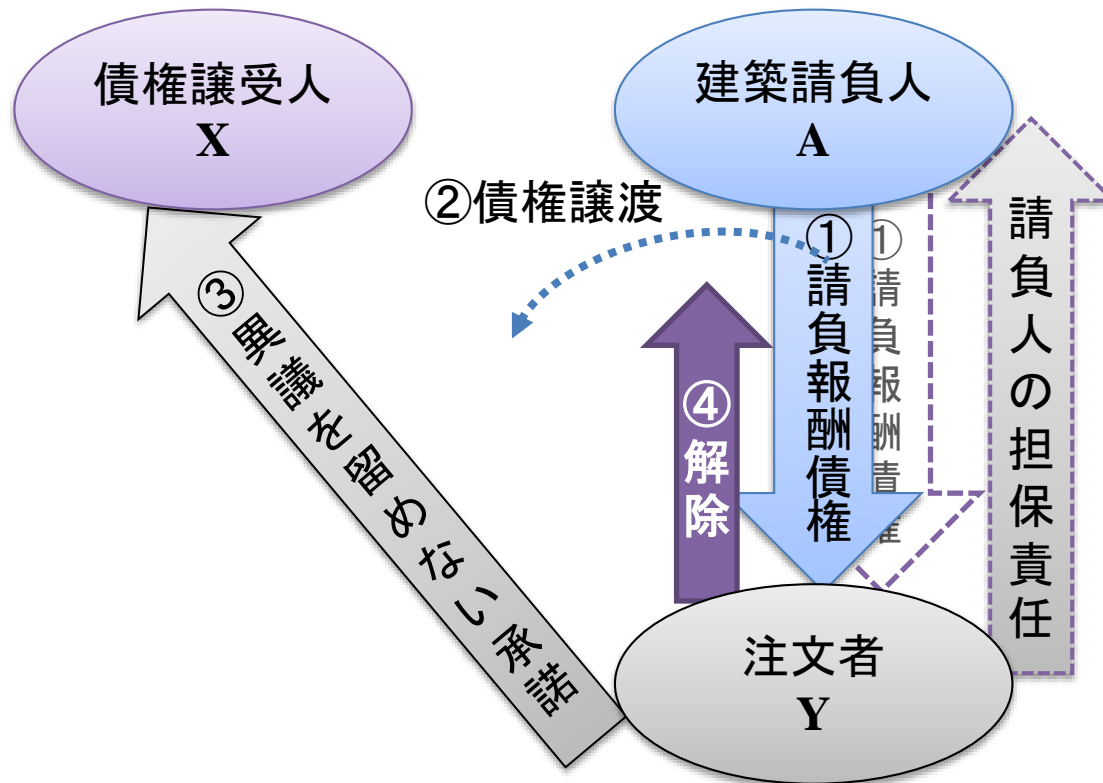 債権譲受人
X
建築請負人
A
②債権譲渡
①請負報酬債権
①請負報酬債権
請負人の担保責任
③異議を留めない承諾
④解除
注文者
Y